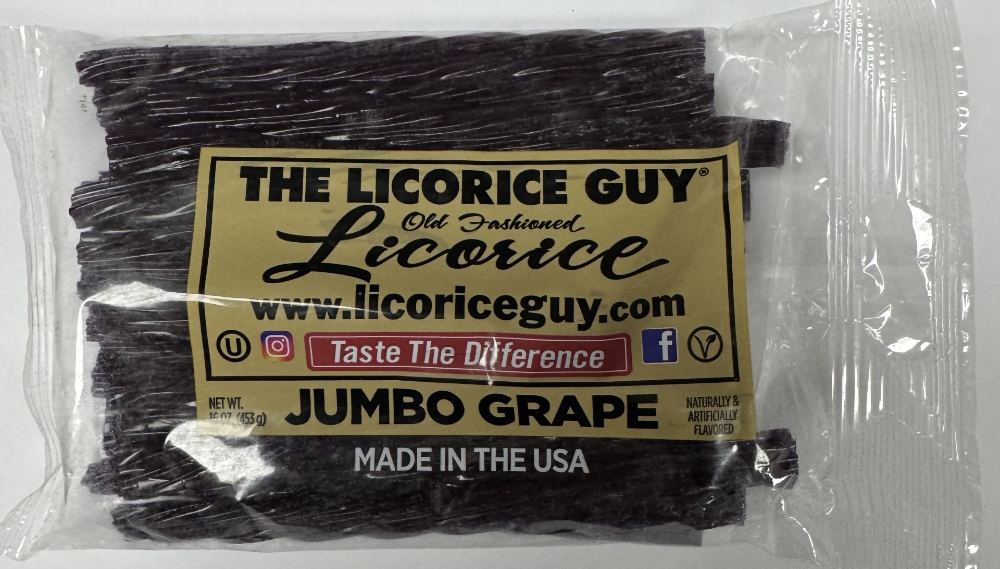 THE LICORICE GUY®
Old Fashioned
Licorice
www.licoriceguy.com
U
Taste The Difference
f
V
JUMBO GRAPE
NET WT.
16 OZ. (453 g)
NATURALLY &
ARTIFICIALLY
FLAVORED
MADE IN THE USA